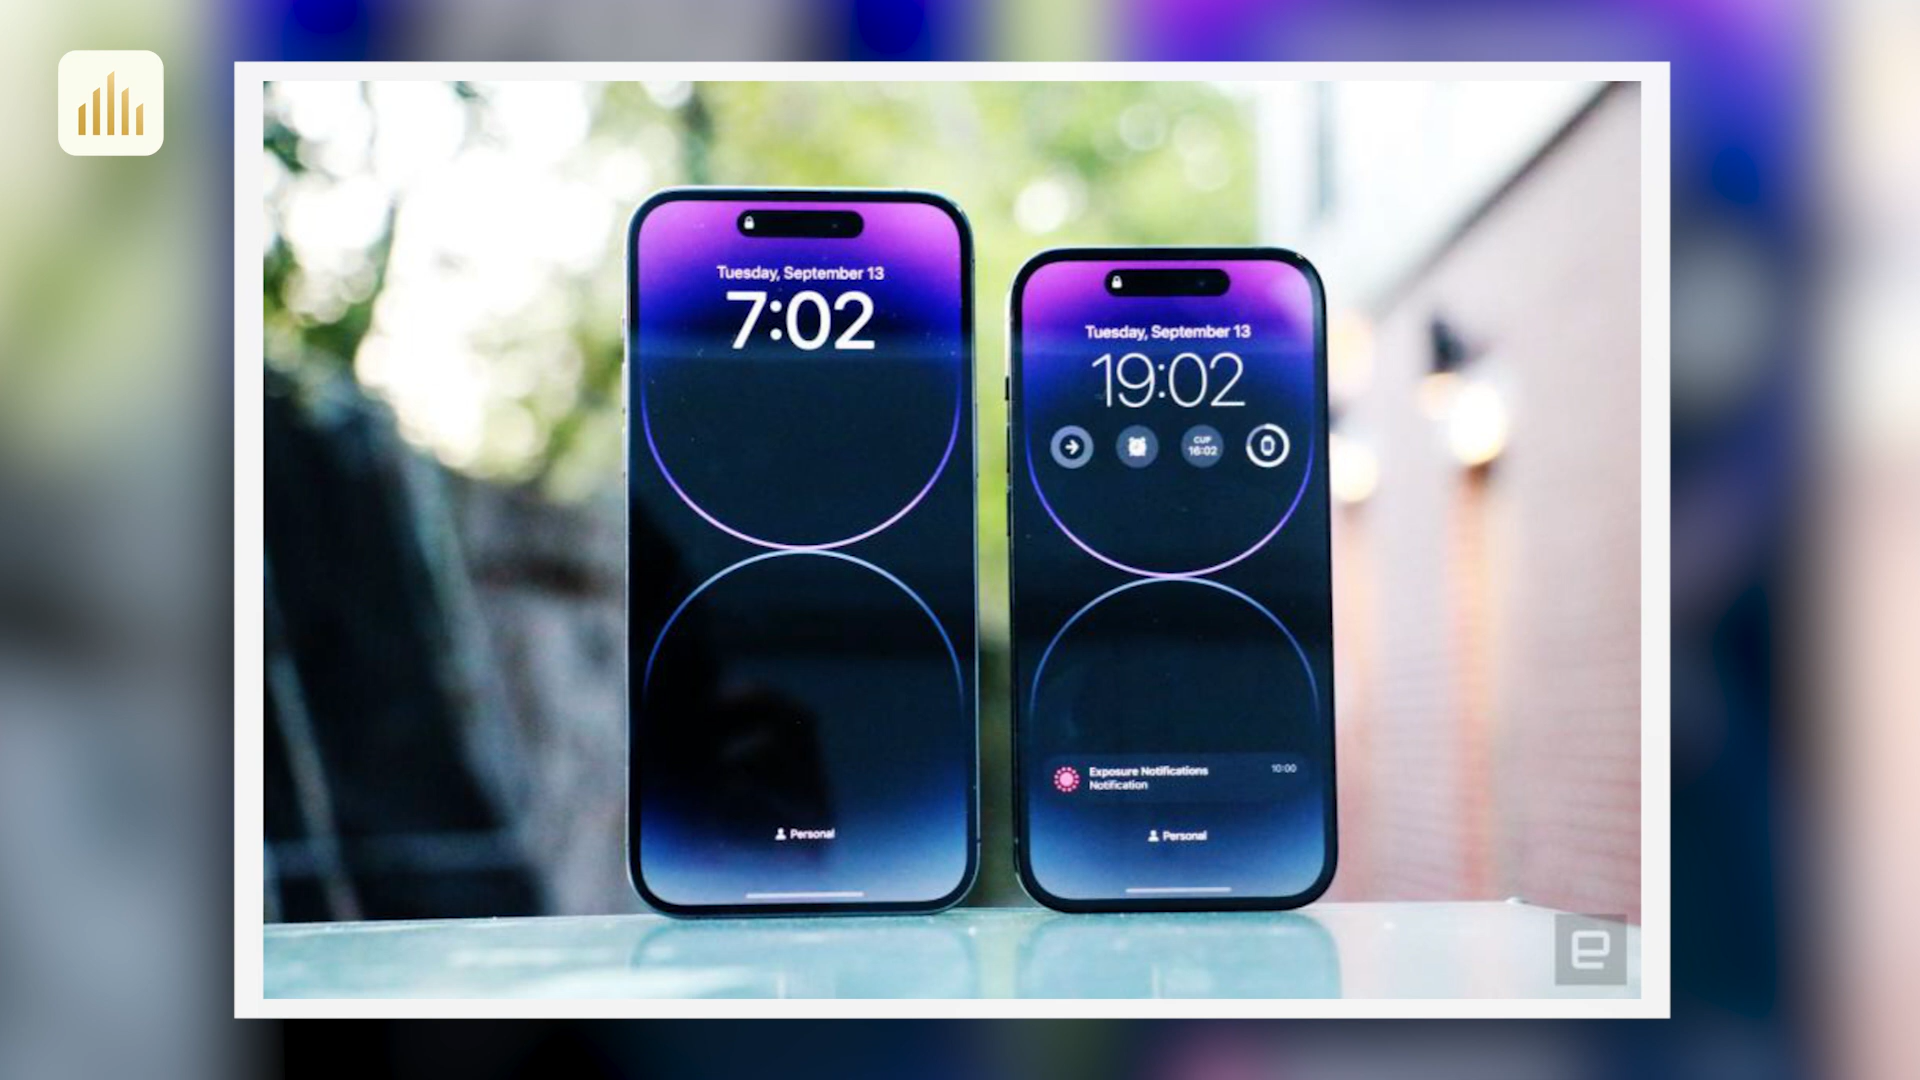 Tuesday, September 13
7:02
Personal
Tuesday, September 13
19:02
CUP
16:02
Exposure Notifications
10:00
Notification
Personal
e